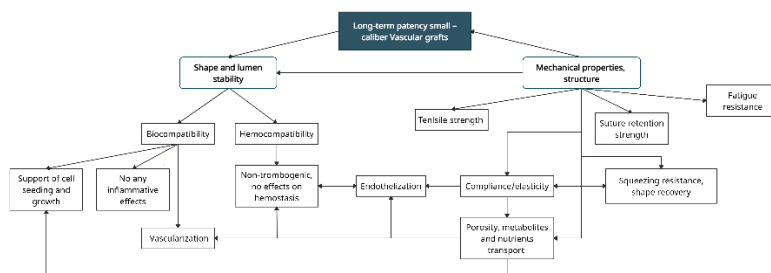 Long-term patency small –
caliber Vascular grafts
Shape and lumen
stability
Mechanical properties,
structure
Fatigue
resistance
Tenlsile strength
Suture retention
strength
Biocompatibility
Hemocompatibility
Support of cell
seeding and
growth
No any
inflammative
effects
Non-trombogenic,
no effects on
hemostasis
Endothelization
Compliance/elasticity
Squeezing resistance,
shape recovery
Vascularization
Porosity, metabolites
and nutrients
transport